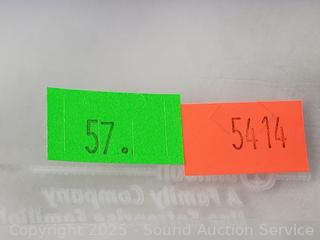 57.
5414
A Family Company
Copyright 2025 - Sound Auction Service